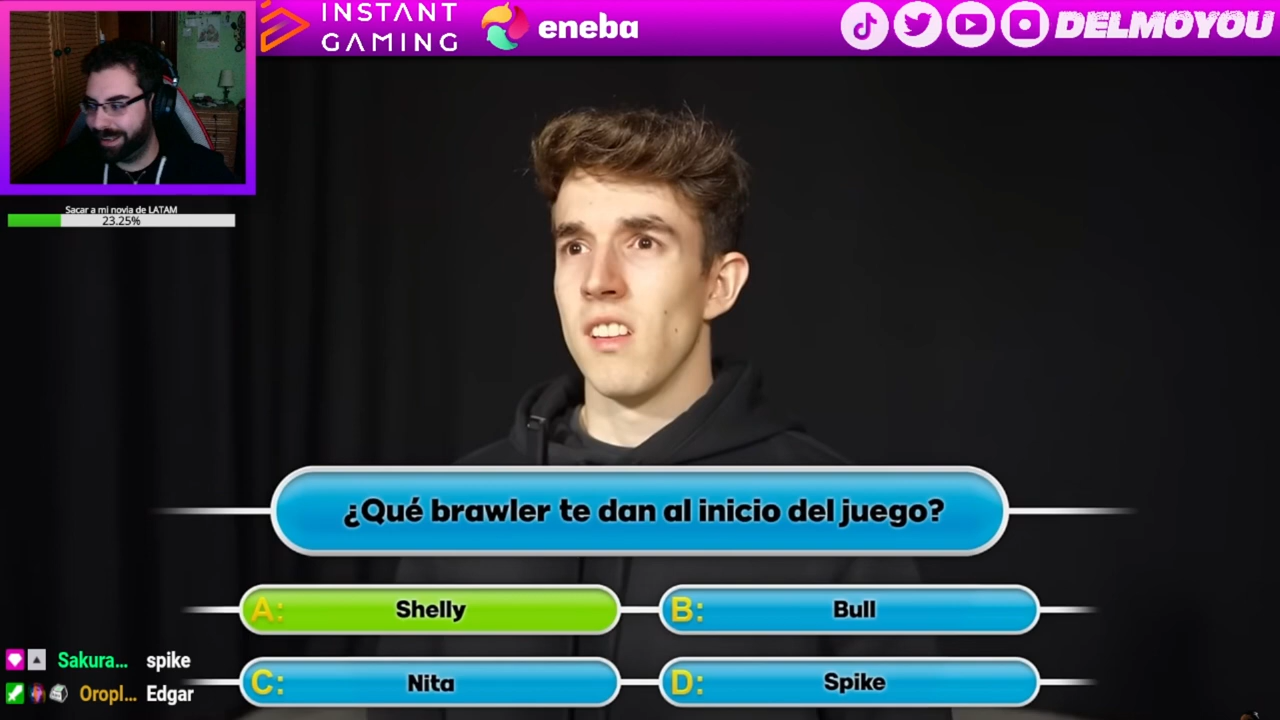 INSTANT
GAMING
eneba
DELMOYOU
Sacar a mi novia de LATAM
23.25%
¿Qué brawler te dan al inicio del juego?
A: Shelly
B: Bull
C: Nita
D: Spike
Sakura... spike
Oropl... Edgar